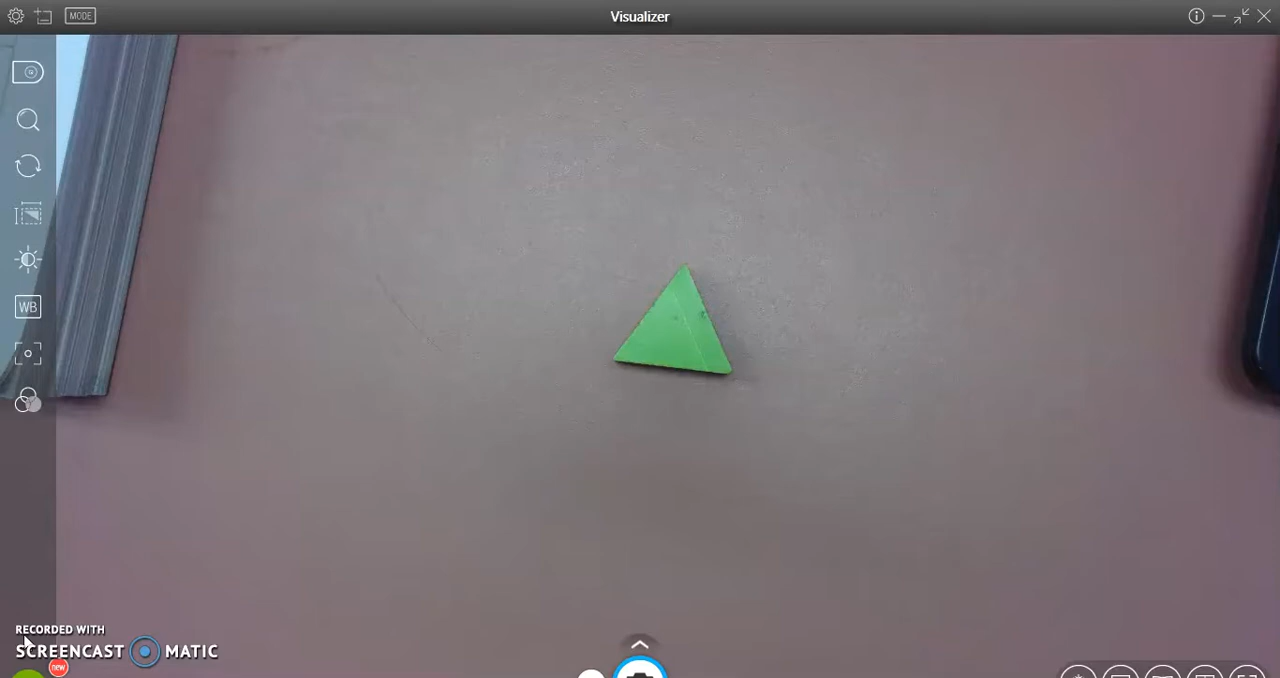 MODE
Visualizer
WB
RECORDED WITH
SCREENCAST MATIC
new